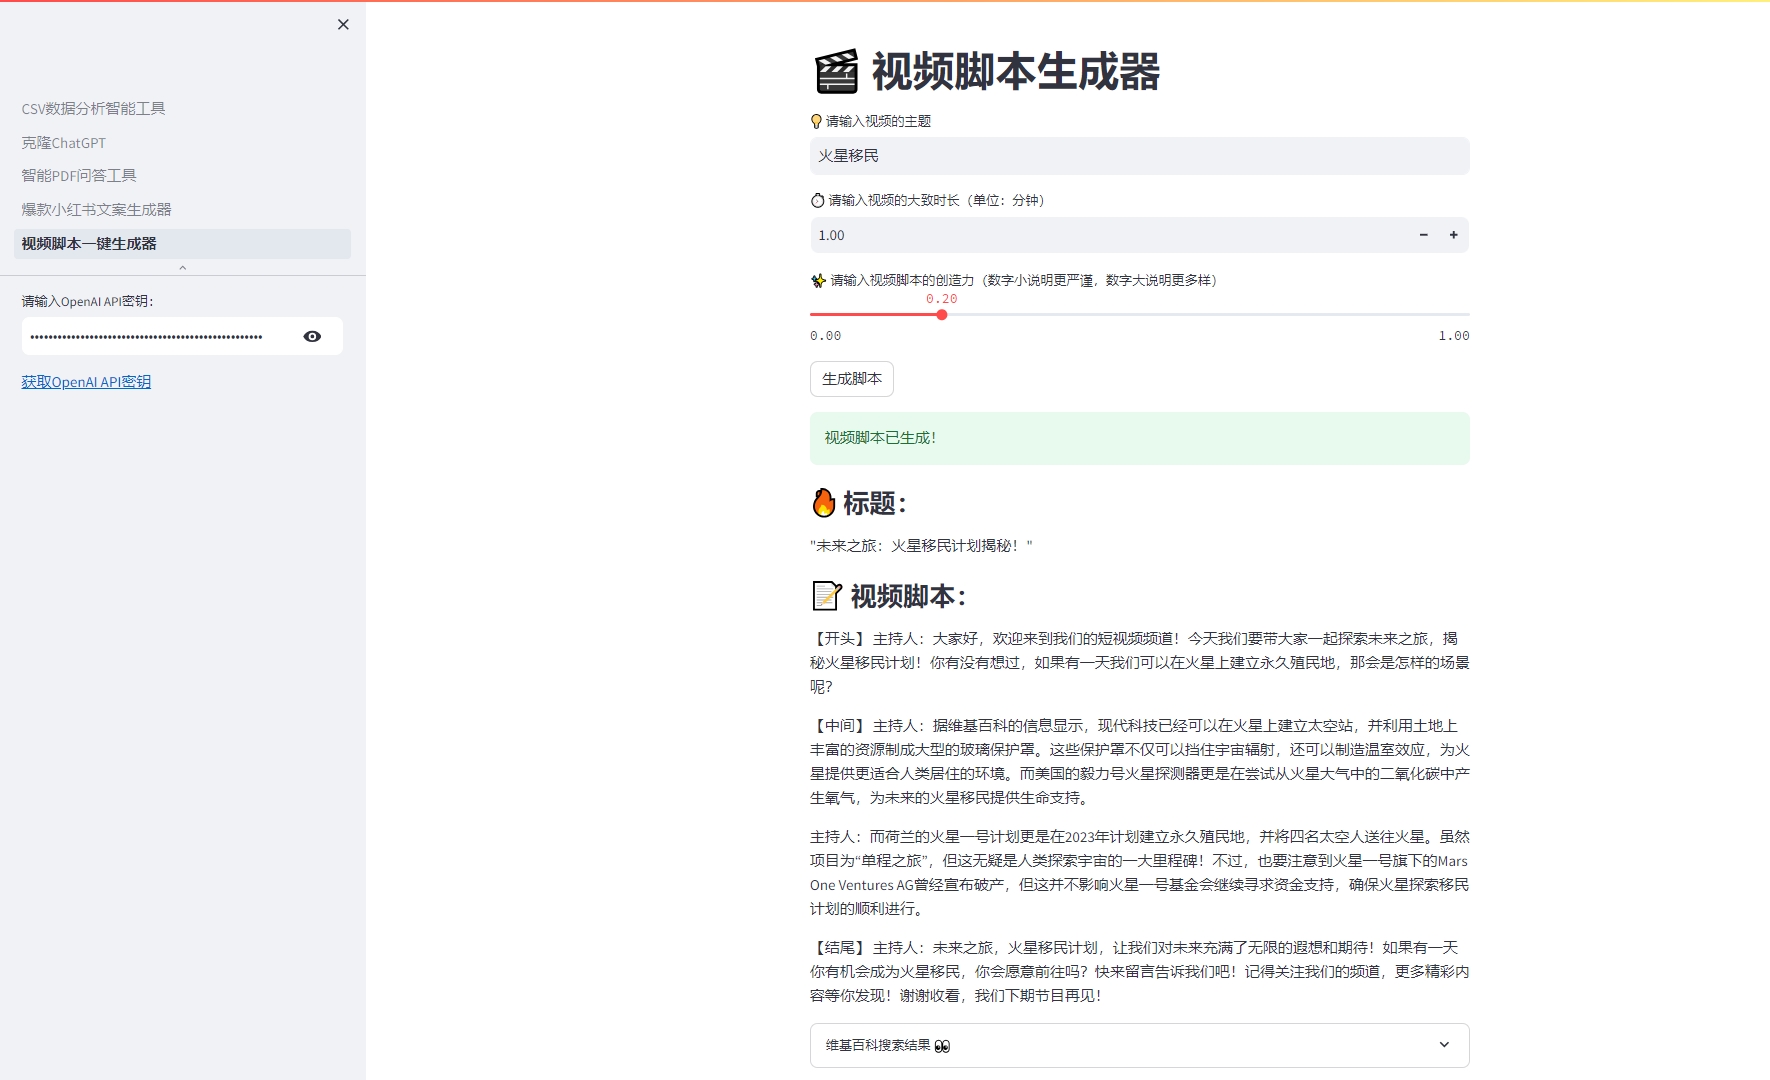 CSV数据分析智能工具
克隆ChatGPT
智能PDF问答工具
爆款小红书文案生成器
视频脚本一键生成器
请输入OpenAI API密钥：
获取OpenAI API密钥
🎬 视频脚本生成器
💡 请输入视频的主题
火星移民
⏱️ 请输入视频的大致时长（单位：分钟）
1.00
✨ 请输入视频脚本的创造力（数字小说明更严谨，数字大说明更多样）
0.20
0.00
1.00
生成脚本
视频脚本已生成！
🔥 标题：
"未来之旅：火星移民计划揭秘！"
📝 视频脚本：
【开头】 主持人：大家好，欢迎来到我们的短视频频道！今天我们要带大家一起探索未来之旅，揭
秘火星移民计划！你有没有想过，如果有一天我们可以在火星上建立永久殖民地，那会是怎样的场景
呢？
【中间】 主持人：据维基百科的信息显示，现代科技已经可以在火星上建立太空站，并利用土地上
丰富的资源制成大型的玻璃保护罩。这些保护罩不仅可以挡住宇宙辐射，还可以制造温室效应，为火
星提供更适合人类居住的环境。而美国的毅力号火星探测器更是在尝试从火星大气中的二氧化碳中产
生氧气，为未来的火星移民提供生命支持。
主持人：而荷兰的火星一号计划更是在2023年计划建立永久殖民地，并将四名太空人送往火星。虽然
项目为“单程之旅”，但这无疑是人类探索宇宙的一大里程碑！不过，也要注意到火星一号旗下的Mars
One Ventures AG曾经宣布破产，但这并不影响火星一号基金会继续寻求资金支持，确保火星探索移民
计划的顺利进行。
【结尾】 主持人：未来之旅，火星移民计划，让我们对未来充满了无限的遐想和期待！如果有一天
你有机会成为火星移民，你会愿意前往吗？快来留言告诉我们吧！记得关注我们的频道，更多精彩内
容等你发现！谢谢收看，我们下期节目再见！
维基百科搜索结果 👀